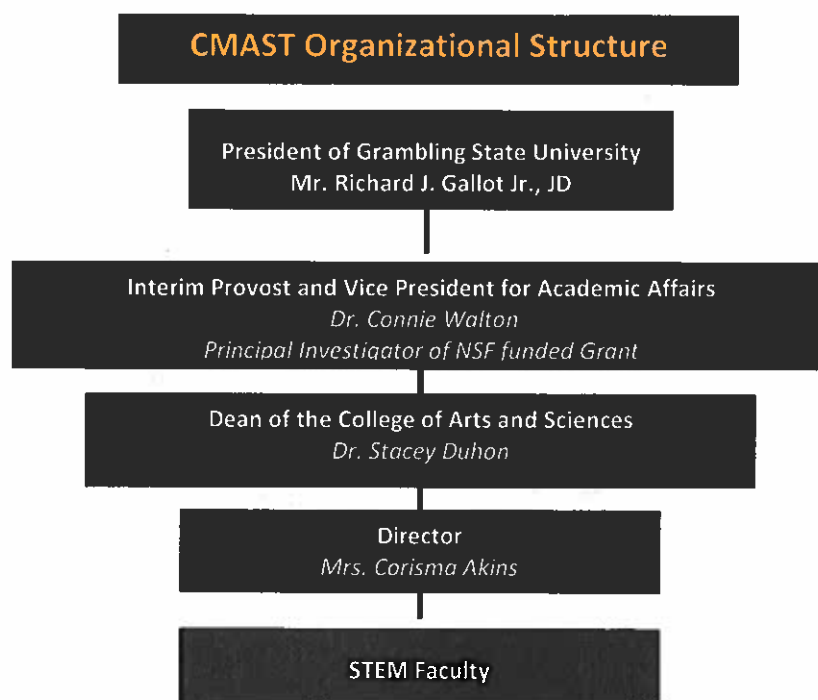 CMAST Organizational Structure
President of Grambling State University
Mr. Richard J. Gallot Jr., JD
Interim Provost and Vice President for Academic Affairs
Dr. Connie Walton
Principal Investigator of NSF funded Grant
Dean of the College of Arts and Sciences
Dr. Stacey Duhon
Director
Mrs. Corisma Akins
STEM Faculty